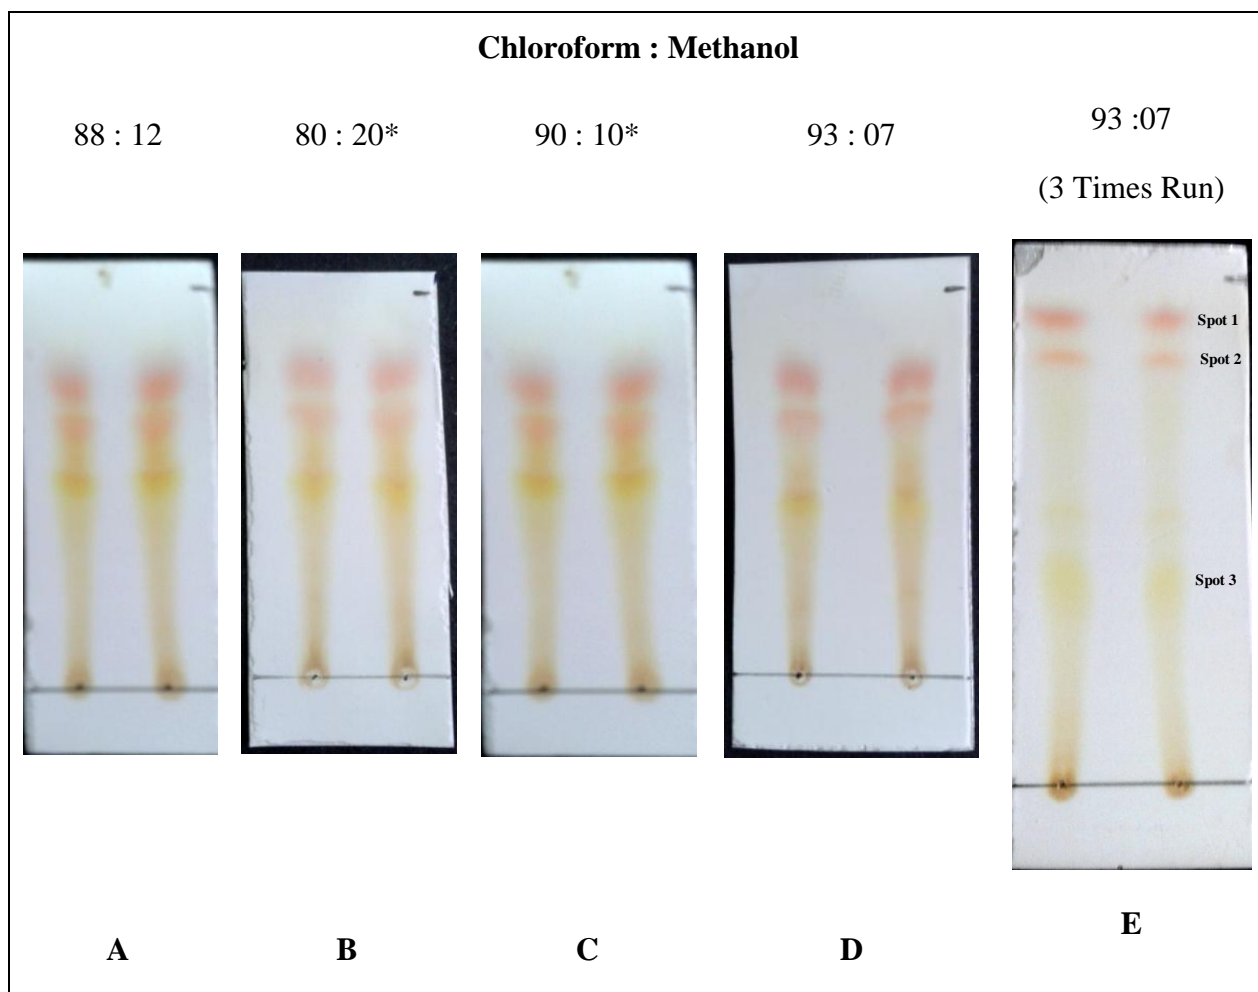 Chloroform : Methanol
88 : 12
80 : 20*
90 : 10*
93 : 07
93 :07
(3 Times Run)
Spot 1
Spot 2
Spot 3
A
B
C
D
E